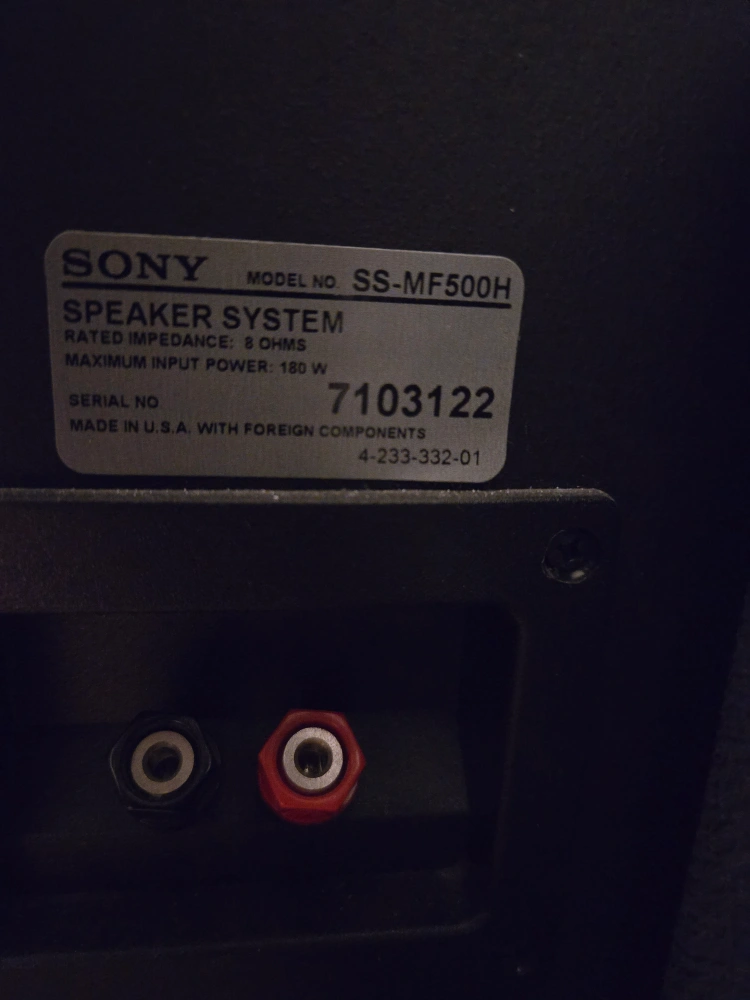 SONY MODEL NO. SS-MF500H
SPEAKER SYSTEM
RATED IMPEDANCE: 8 OHMS
MAXIMUM INPUT POWER: 180 W
SERIAL NO. 7103122
MADE IN U.S.A. WITH FOREIGN COMPONENTS
4-233-332-01